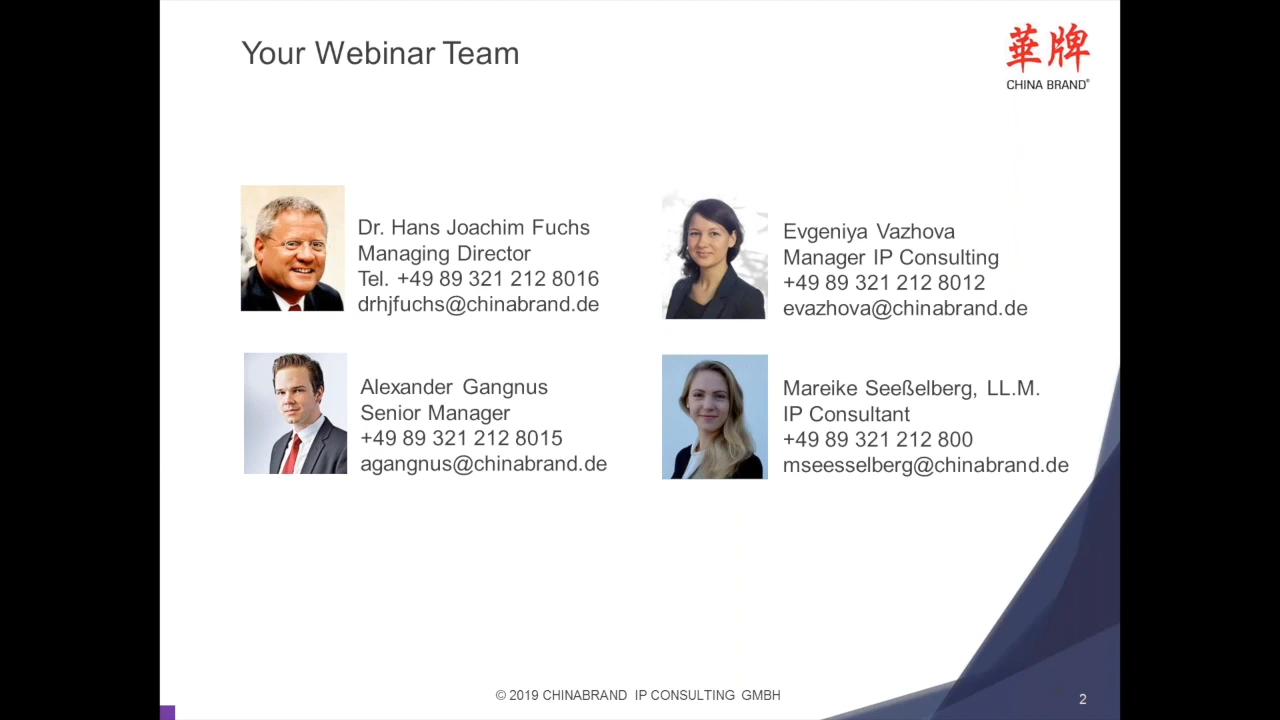 Your Webinar Team
華牌
CHINA BRAND®
Dr. Hans Joachim Fuchs
Managing Director
Tel. +49 89 321 212 8016
drhjfuchs@chinabrand.de
Evgeniya Vazhova
Manager IP Consulting
+49 89 321 212 8012
evazhova@chinabrand.de
Alexander Gangnus
Senior Manager
+49 89 321 212 8015
agangnus@chinabrand.de
Mareike Seeßelberg, LL.M.
IP Consultant
+49 89 321 212 800
mseesselberg@chinabrand.de
© 2019 CHINABRAND IP CONSULTING GMBH
2